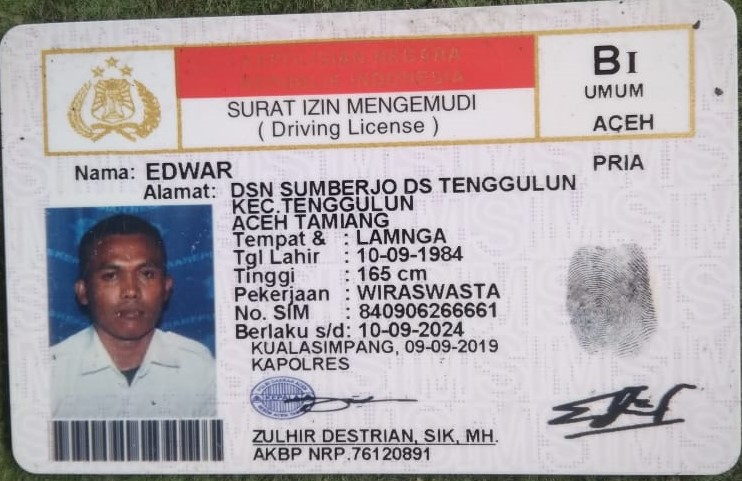 KEPOLISIAN NEGARA
REPUBLIK INDONESIA
SURAT IZIN MENGEMUDI
( Driving License )
BI
UMUM
ACEH
PRIA
Nama: EDWAR
Alamat: DSN SUMBERJO DS TENGGULUN
KEC.TENGGULUN
ACEH TAMIANG
Tempat & : LAMNGA
Tgl Lahir : 10-09-1984
Tinggi : 165 cm
Pekerjaan : WIRASWASTA
No. SIM : 840906266661
Berlaku s/d: 10-09-2024
KUALASIMPANG, 09-09-2019
KAPOLRES
ZULHIR DESTRIAN, SIK, MH.
AKBP NRP.76120891